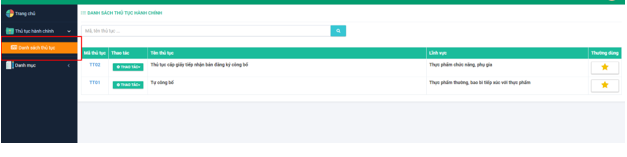 Trang chủ
DANH SÁCH THỦ TỤC HÀNH CHÍNH
Thủ tục hành chính
Mã, tên thủ tục ...
Danh sách thủ tục
Mã thủ tục Thao tác Tên thủ tục Lĩnh vực Thường dùng
Danh mục
TT02 THAO TÁC Thủ tục cấp giấy tiếp nhận bản đăng ký công bố Thực phẩm chức năng, phụ gia
TT01 THAO TÁC Tự công bố Thực phẩm thường, bao bì tiếp xúc với thực phẩm